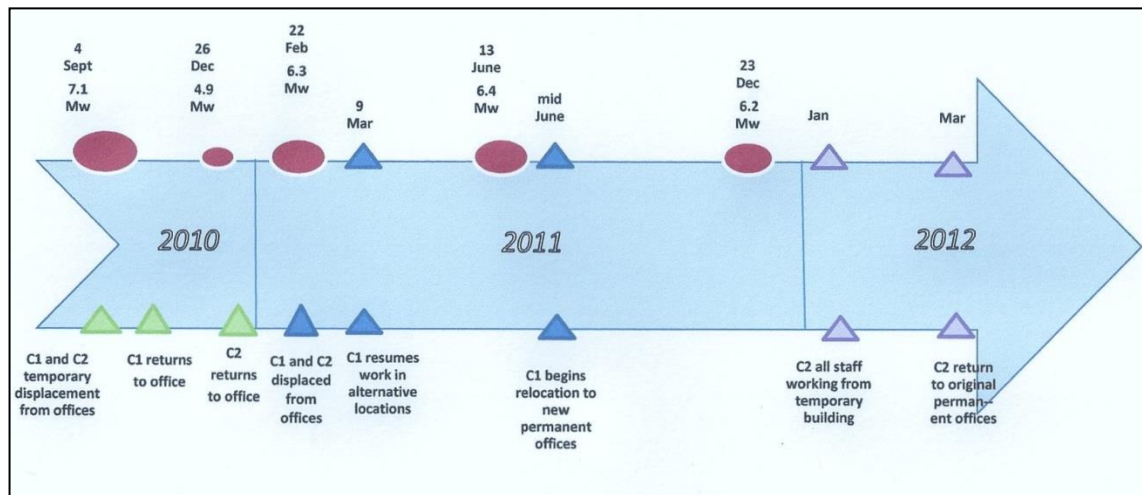 4
Sept
7.1
Mw
26
Dec
4.9
Mw
22
Feb
6.3
Mw
9
Mar
13
June
6.4
Mw
mid
June
23
Dec
6.2
Mw
Jan
Mar
2010
2011
2012
C1 and C2
temporary
displacement
from offices
C1 returns
to office
C2
returns
to office
C1 and C2
displaced
from
offices
C1 resumes
work in
alternative
locations
C1 begins
relocation to
new
permanent
offices
C2 all staff
working from
temporary
building
C2 return
to original
perman--
ent offices